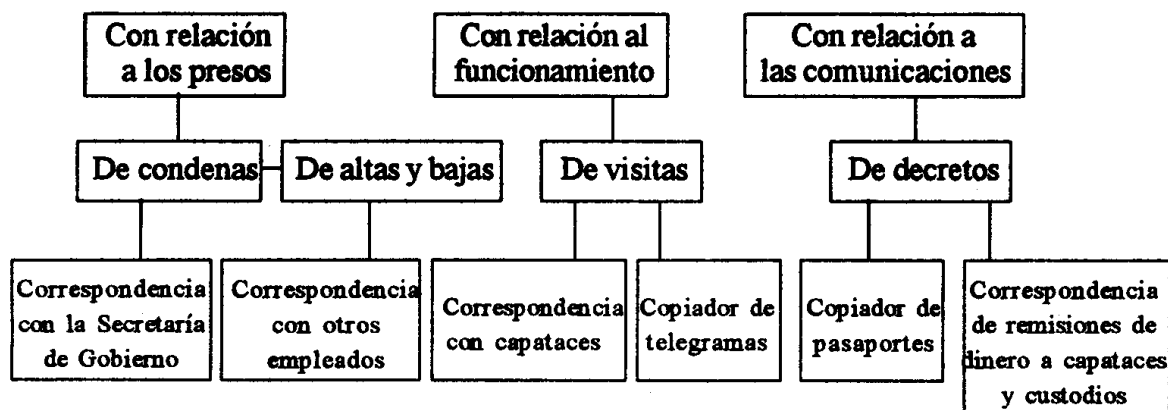 Con relación
a los presos
Con relación al
funcionamiento
Con relación a
las comunicaciones
De condenas
De altas y bajas
De visitas
De decretos
Correspondencia
con la Secretaría
de Gobierno
Correspondencia
con otros
empleados
Correspondencia
con capataces
Copiador de
telegramas
Copiador de
pasaportes
Correspondencia
de remisiones de
dinero a capataces
y custodios